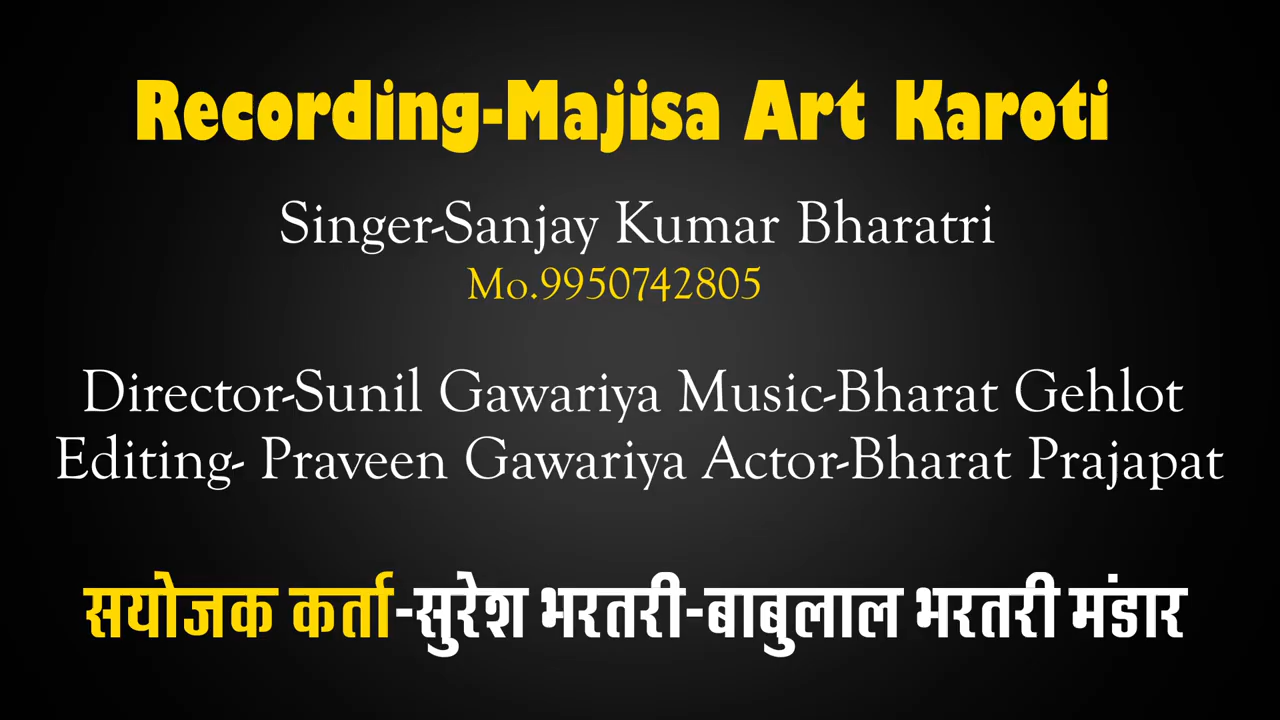 Recording-Majisa Art Karoti
Singer-Sanjay Kumar Bharatri
Mo.9950742805
Director-Sunil Gawariya Music-Bharat Gehlot
Editing- Praveen Gawariya Actor-Bharat Prajapat
सयोजक कर्ता-सुरेश भरतरी-बाबुलाल भरतरी मंडार